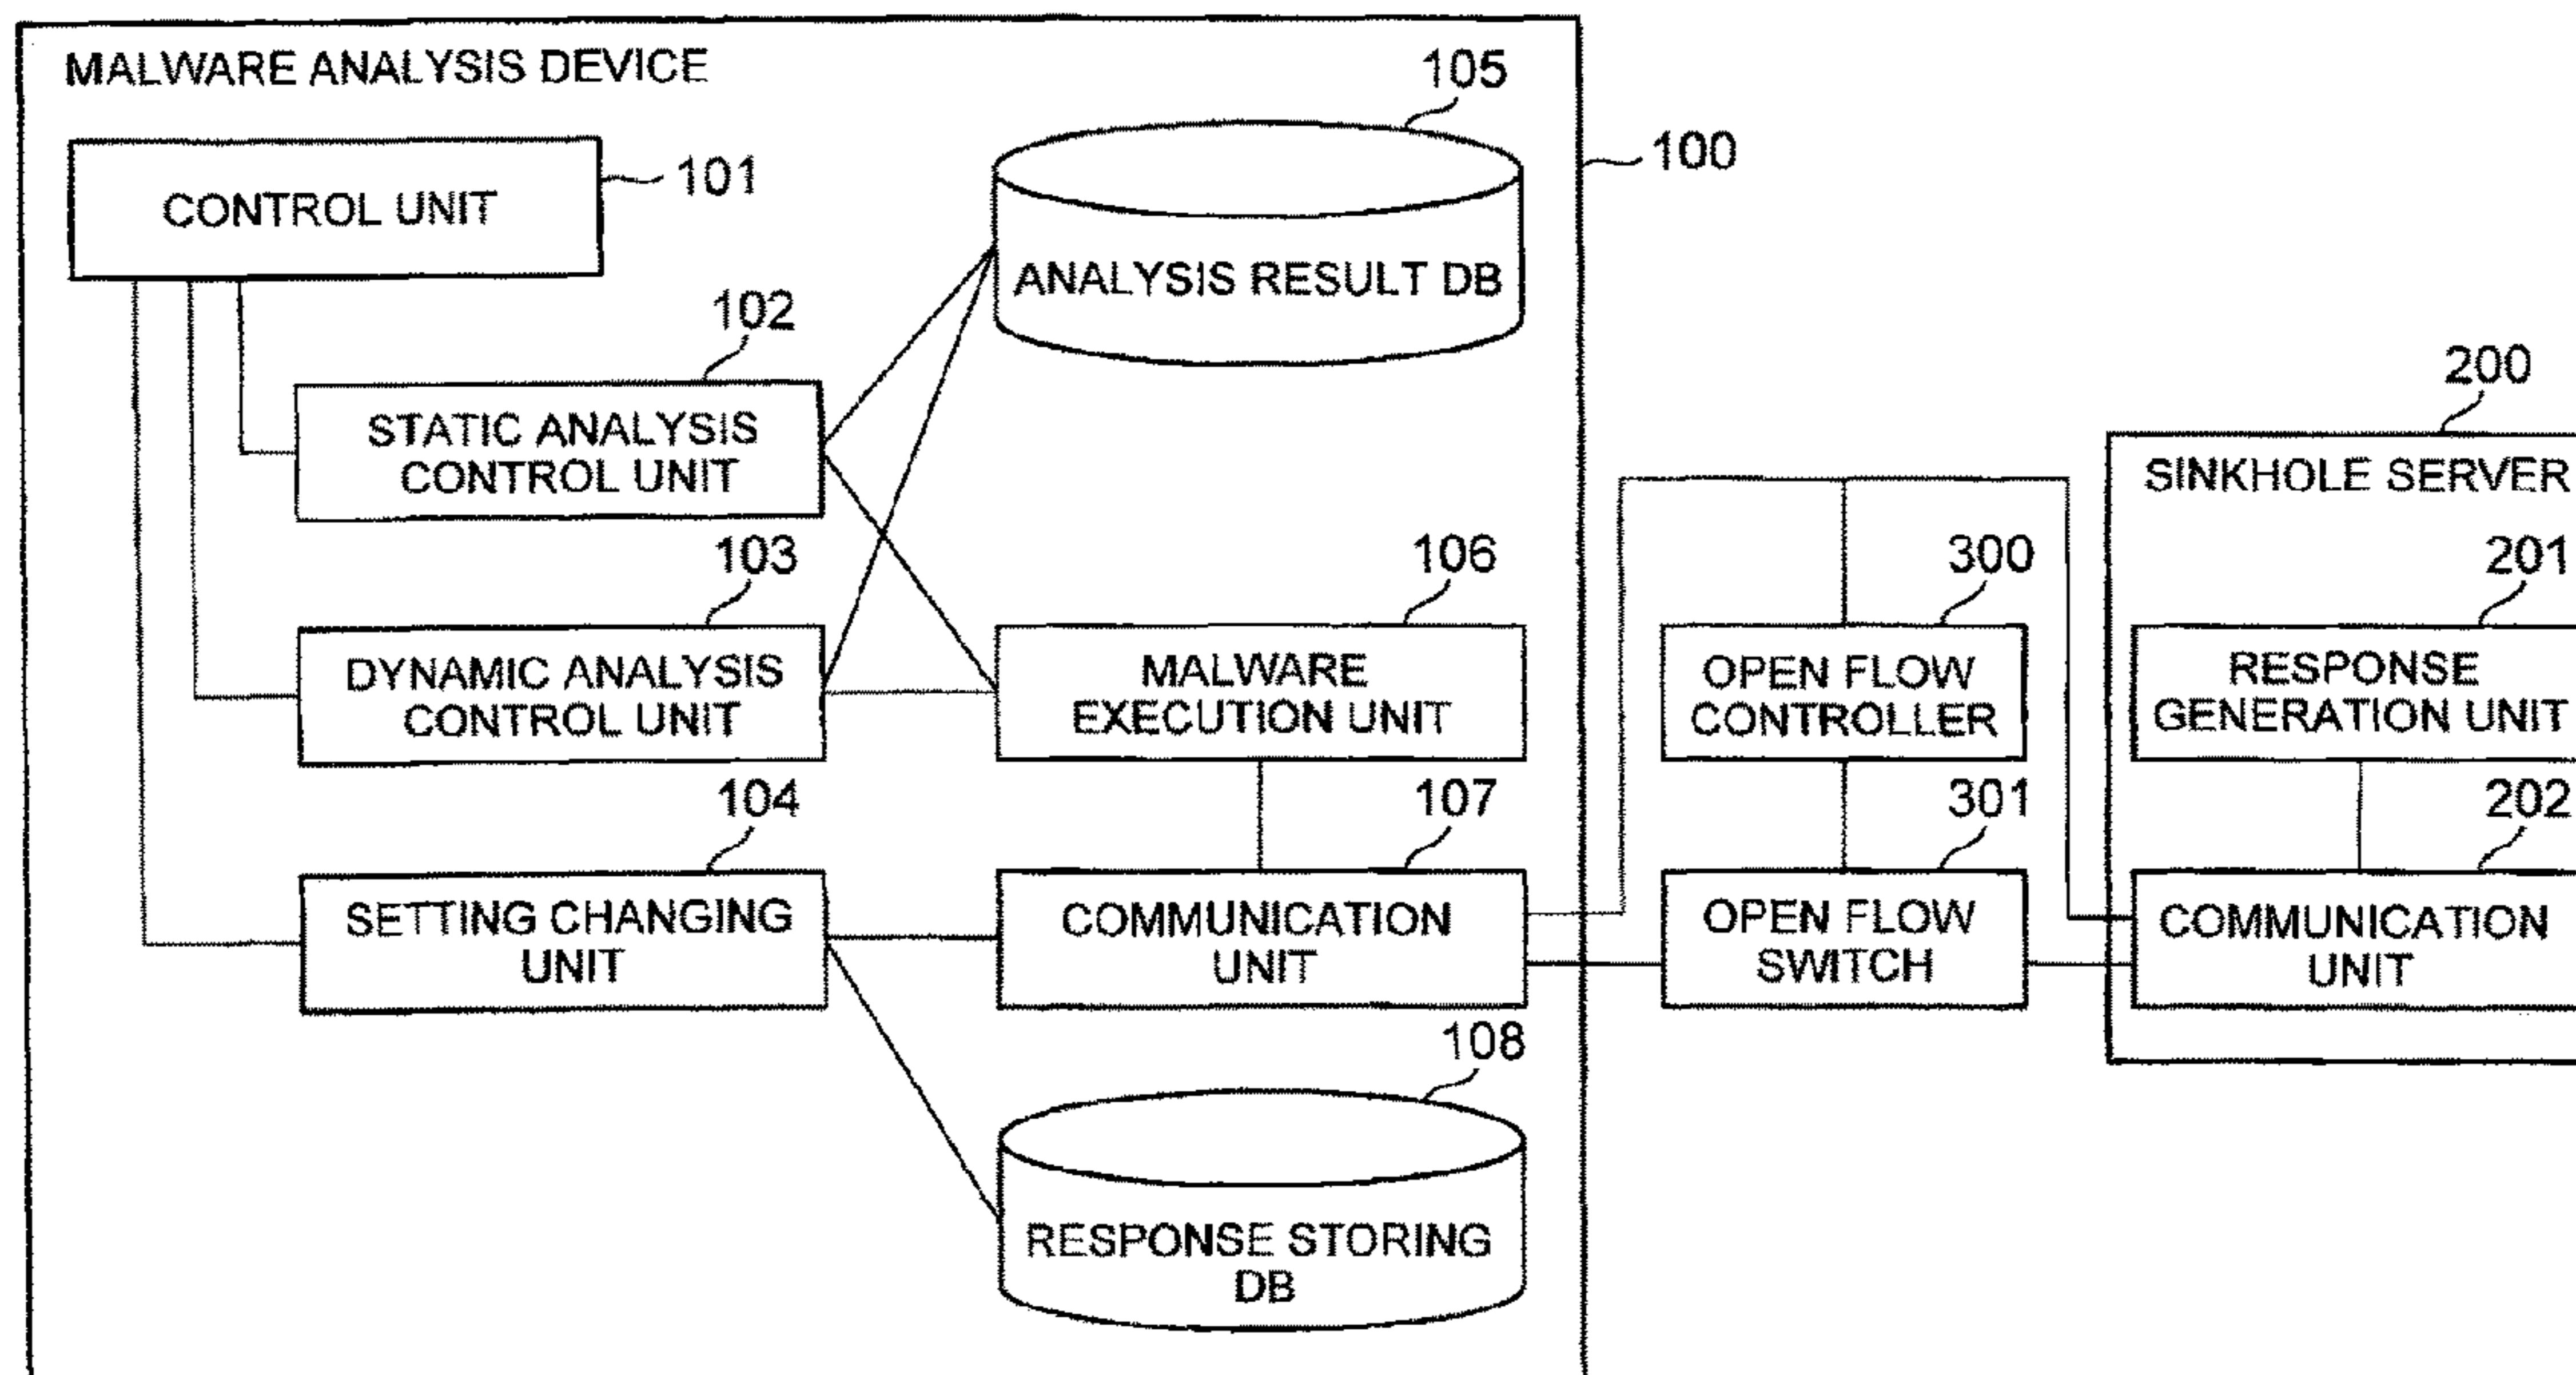 MALWARE ANALYSIS DEVICE
105
100
101
CONTROL UNIT
ANALYSIS RESULT DB
102
STATIC ANALYSIS
CONTROL UNIT
200
SINKHOLE SERVER
103
DYNAMIC ANALYSIS
CONTROL UNIT
106
MALWARE
EXECUTION UNIT
300
OPEN FLOW
CONTROLLER
201
RESPONSE
GENERATION UNIT
104
SETTING CHANGING
UNIT
107
COMMUNICATION
UNIT
301
OPEN FLOW
SWITCH
202
COMMUNICATION
UNIT
108
RESPONSE STORING
DB